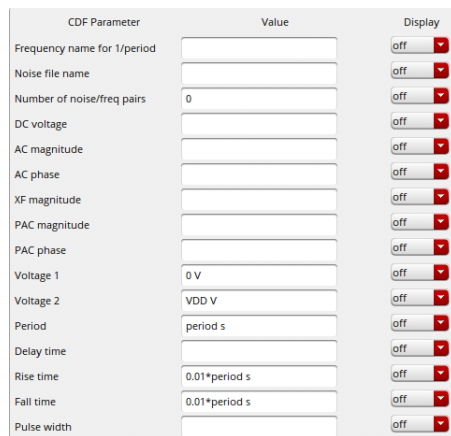 CDF Parameter Value Display
Frequency name for 1/period off
Noise file name off
Number of noise/freq pairs 0 off
DC voltage off
AC magnitude off
AC phase off
XF magnitude off
PAC magnitude off
PAC phase off
Voltage 1 0 V off
Voltage 2 VDD V off
Period period s off
Delay time off
Rise time 0.01*period s off
Fall time 0.01*period s off
Pulse width off